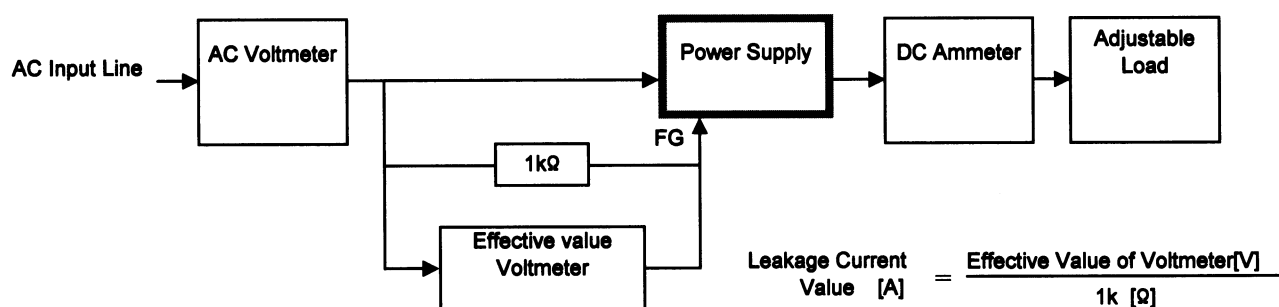 AC Input Line
AC Voltmeter
Power Supply
DC Ammeter
Adjustable
Load
FG
1kΩ
Effective value
Voltmeter
Leakage Current
Value [A]
=
Effective Value of Voltmeter[V]
1k [Ω]